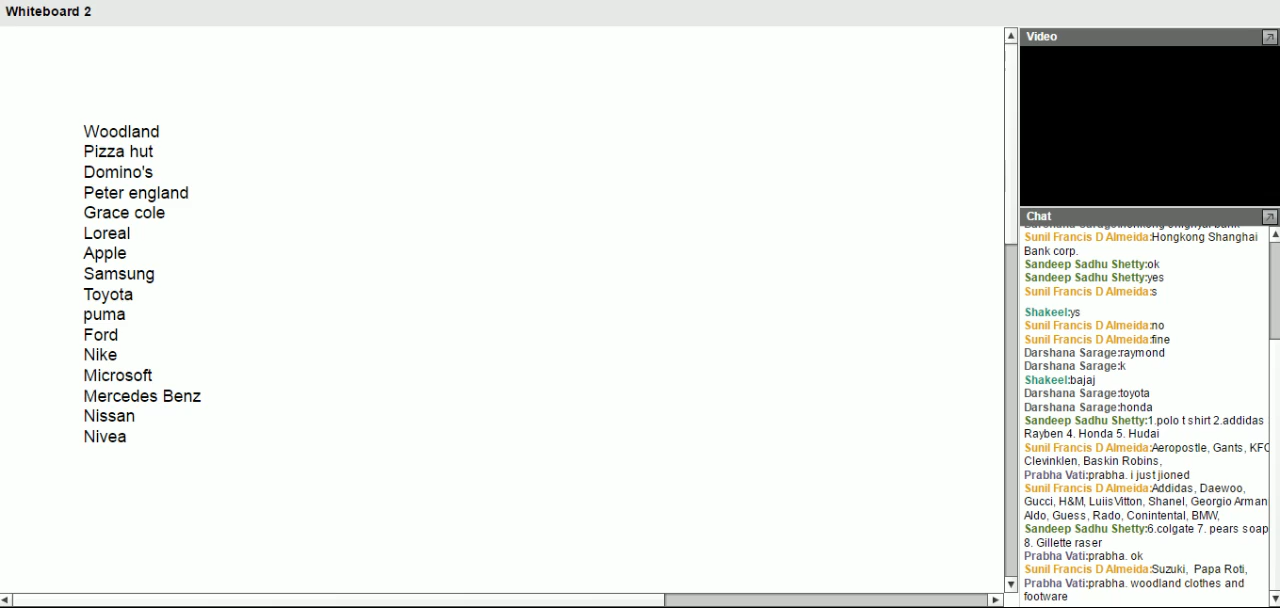 Whiteboard 2
Woodland
Pizza hut
Domino's
Peter england
Grace cole
Loreal
Apple
Samsung
Toyota
puma
Ford
Nike
Microsoft
Mercedes Benz
Nissan
Nivea
Video
Chat
Sunil Francis D Almeida:Hongkong Shanghai
Bank corp.
Sandeep Sadhu Shetty:ok
Sandeep Sadhu Shetty:yes
Sunil Francis D Almeida:s
Shakeel:ys
Sunil Francis D Almeida:no
Sunil Francis D Almeida:fine
Darshana Sarage:raymond
Darshana Sarage:k
Shakeel:bajaj
Darshana Sarage:toyota
Darshana Sarage:honda
Sandeep Sadhu Shetty:1.polo t shirt 2.addidas
Rayben 4. Honda 5. Hudai
Sunil Francis D Almeida:Aeropostle, Gants, KFC
Clevinklen, Baskin Robins,
Prabha Vati:prabha. i just jioned
Sunil Francis D Almeida:Addidas, Daewoo,
Gucci, H&M, LuiisVitton, Shanel, Georgio Arman
Aldo, Guess, Rado, Conintental, BMW,
Sandeep Sadhu Shetty:6.colgate 7. pears soap
8. Gillette raser
Prabha Vati:prabha. ok
Sunil Francis D Almeida:Suzuki, Papa Roti,
Prabha Vati:prabha. woodland clothes and
footware